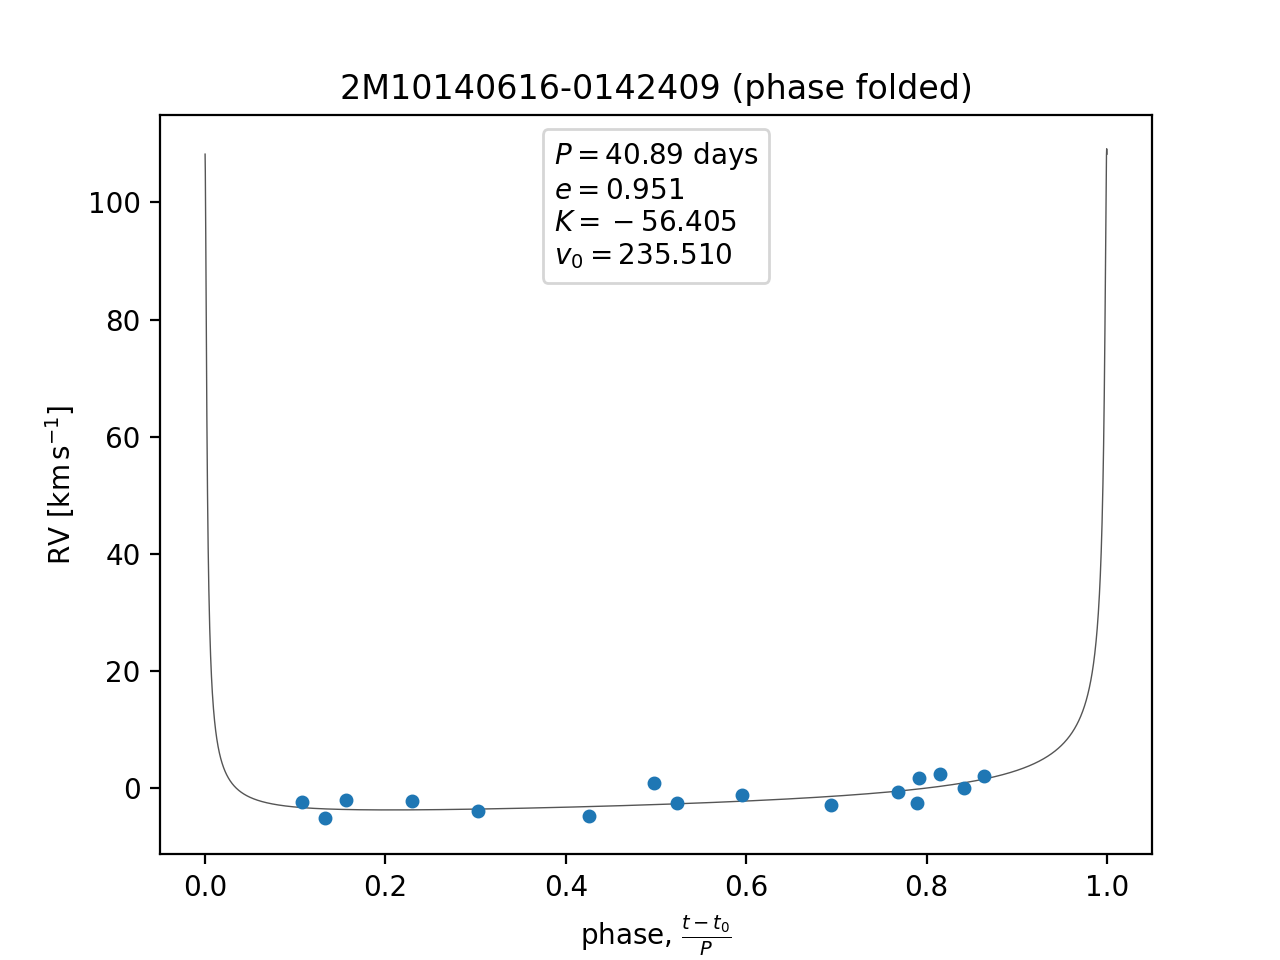 2M10140616-0142409 (phase folded)
P = 40.89 days
e = 0.951
K = −56.405
v₀ = 235.510
100
80
60
40
20
0
RV [km s⁻¹]
0.0 0.2 0.4 0.6 0.8 1.0
phase, (t − t₀)/P